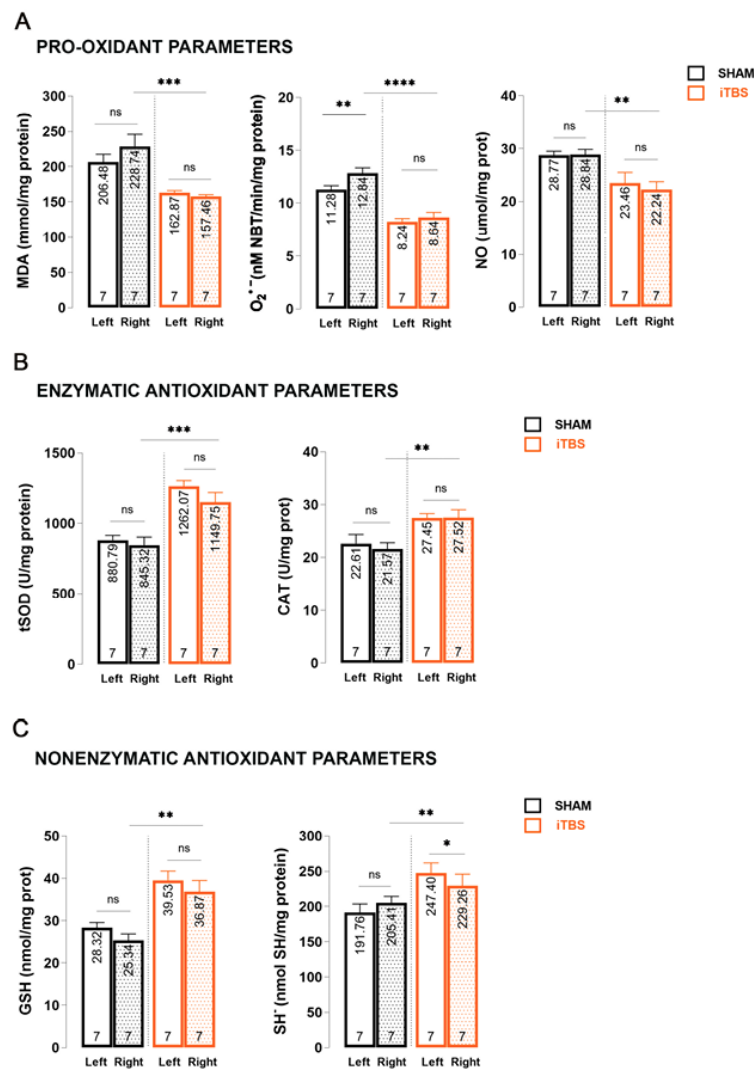 A
PRO-OXIDANT PARAMETERS
SHAM
iTBS
MDA (mmol/mg protein)
300
250
200
150
100
50
0
***
ns
ns
206.48
228.74
162.87
157.46
7
7
7
7
Left
Right
Left
Right
O2•−(nM NBT/min/mg protein)
20
15
10
5
0
****
**
ns
11.28
12.84
8.24
8.64
7
7
7
7
Left
Right
Left
Right
NO (umol/mg prot)
40
30
20
10
0
**
ns
ns
28.77
28.84
23.46
22.24
7
7
7
7
Left
Right
Left
Right
B
ENZYMATIC ANTIOXIDANT PARAMETERS
SHAM
iTBS
tSOD (U/mg protein)
1500
1000
500
0
***
ns
ns
880.79
845.32
1262.07
1149.75
7
7
7
7
Left
Right
Left
Right
CAT (U/mg prot)
40
30
20
10
0
**
ns
ns
22.61
21.57
27.45
27.52
7
7
7
7
Left
Right
Left
Right
C
NONENZYMATIC ANTIOXIDANT PARAMETERS
SHAM
iTBS
GSH (nmol/mg prot)
50
40
30
20
10
0
**
ns
ns
28.32
25.34
39.53
36.87
7
7
7
7
Left
Right
Left
Right
SH- (nmol SH/mg protein)
300
250
200
150
100
50
0
**
ns
*
191.76
205.41
247.40
229.26
7
7
7
7
Left
Right
Left
Right